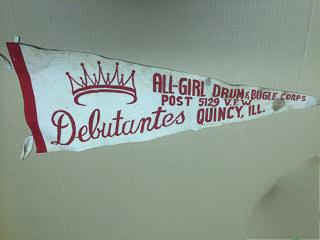 ALL-GIRL DRUM & BUGLE CORPS
POST 5129 V.F.W.
Debutantes QUINCY, ILL.